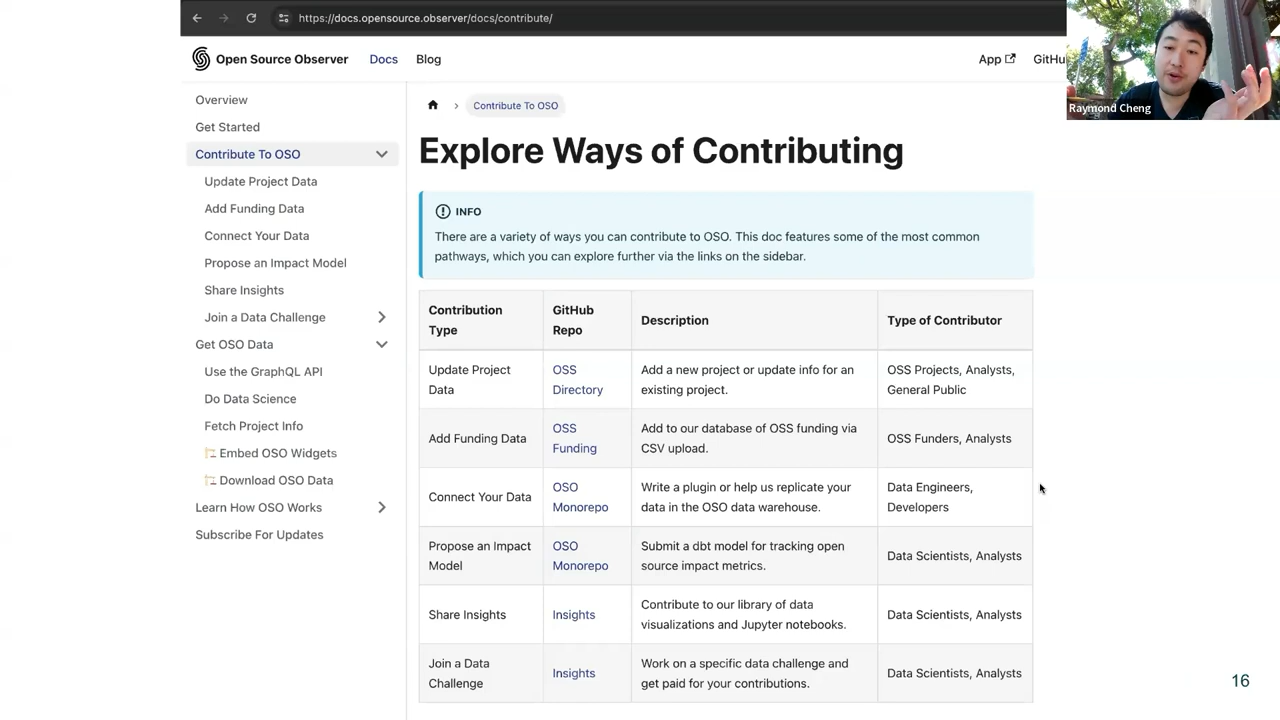 https://docs.opensource.observer/docs/contribute/
Open Source Observer
Docs
Blog
App
GitHu
Raymond Cheng
Overview
Get Started
Contribute To OSO
Update Project Data
Add Funding Data
Connect Your Data
Propose an Impact Model
Share Insights
Join a Data Challenge
Get OSO Data
Use the GraphQL API
Do Data Science
Fetch Project Info
Embed OSO Widgets
Download OSO Data
Learn How OSO Works
Subscribe For Updates
Contribute To OSO
Explore Ways of Contributing
INFO
There are a variety of ways you can contribute to OSO. This doc features some of the most common
pathways, which you can explore further via the links on the sidebar.
Contribution
Type
GitHub
Repo
Description
Type of Contributor
Update Project
Data
OSS
Directory
Add a new project or update info for an
existing project.
OSS Projects, Analysts,
General Public
Add Funding Data
OSS
Funding
Add to our database of OSS funding via
CSV upload.
OSS Funders, Analysts
Connect Your Data
OSO
Monorepo
Write a plugin or help us replicate your
data in the OSO data warehouse.
Data Engineers,
Developers
Propose an Impact
Model
OSO
Monorepo
Submit a dbt model for tracking open
source impact metrics.
Data Scientists, Analysts
Share Insights
Insights
Contribute to our library of data
visualizations and Jupyter notebooks.
Data Scientists, Analysts
Join a Data
Challenge
Insights
Work on a specific data challenge and
get paid for your contributions.
Data Scientists, Analysts
16